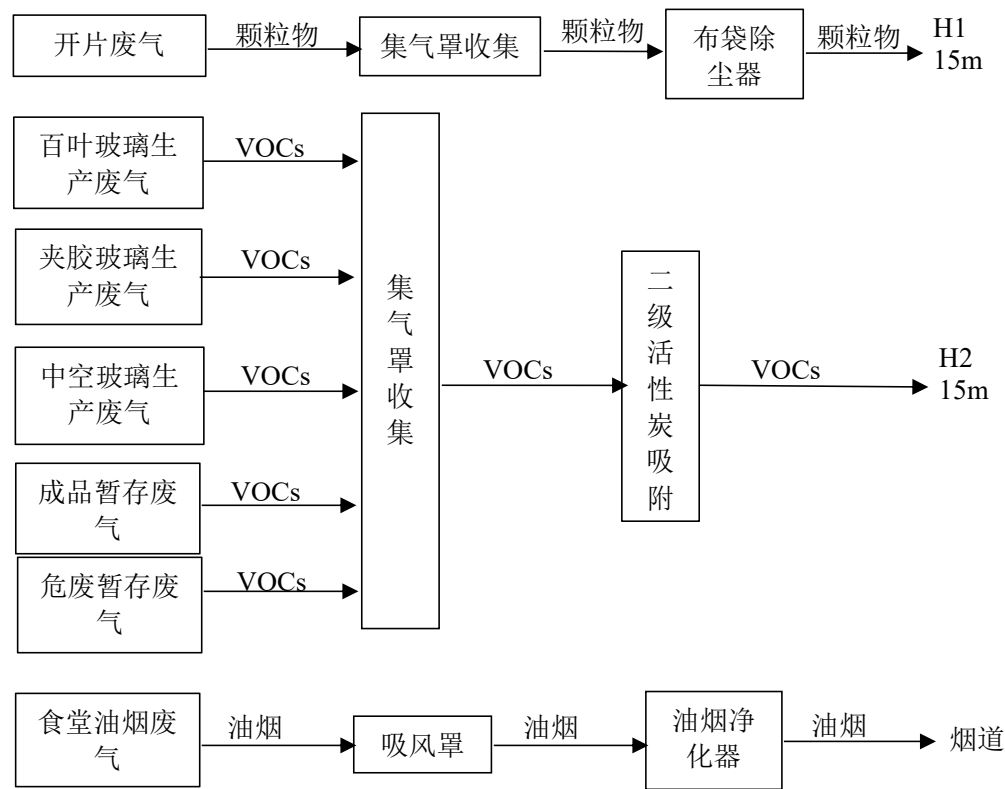 开片废气
颗粒物
集气罩收集
颗粒物
布袋除
尘器
颗粒物
H1
15m
百叶玻璃生
产废气
VOCs
夹胶玻璃生
产废气
VOCs
中空玻璃生
产废气
VOCs
成品暂存废
气
VOCs
危废暂存废
气
VOCs
集
气
罩
收
集
VOCs
二
级
活
性
炭
吸
附
VOCs
H2
15m
食堂油烟废
气
油烟
吸风罩
油烟
油烟净
化器
油烟
烟道